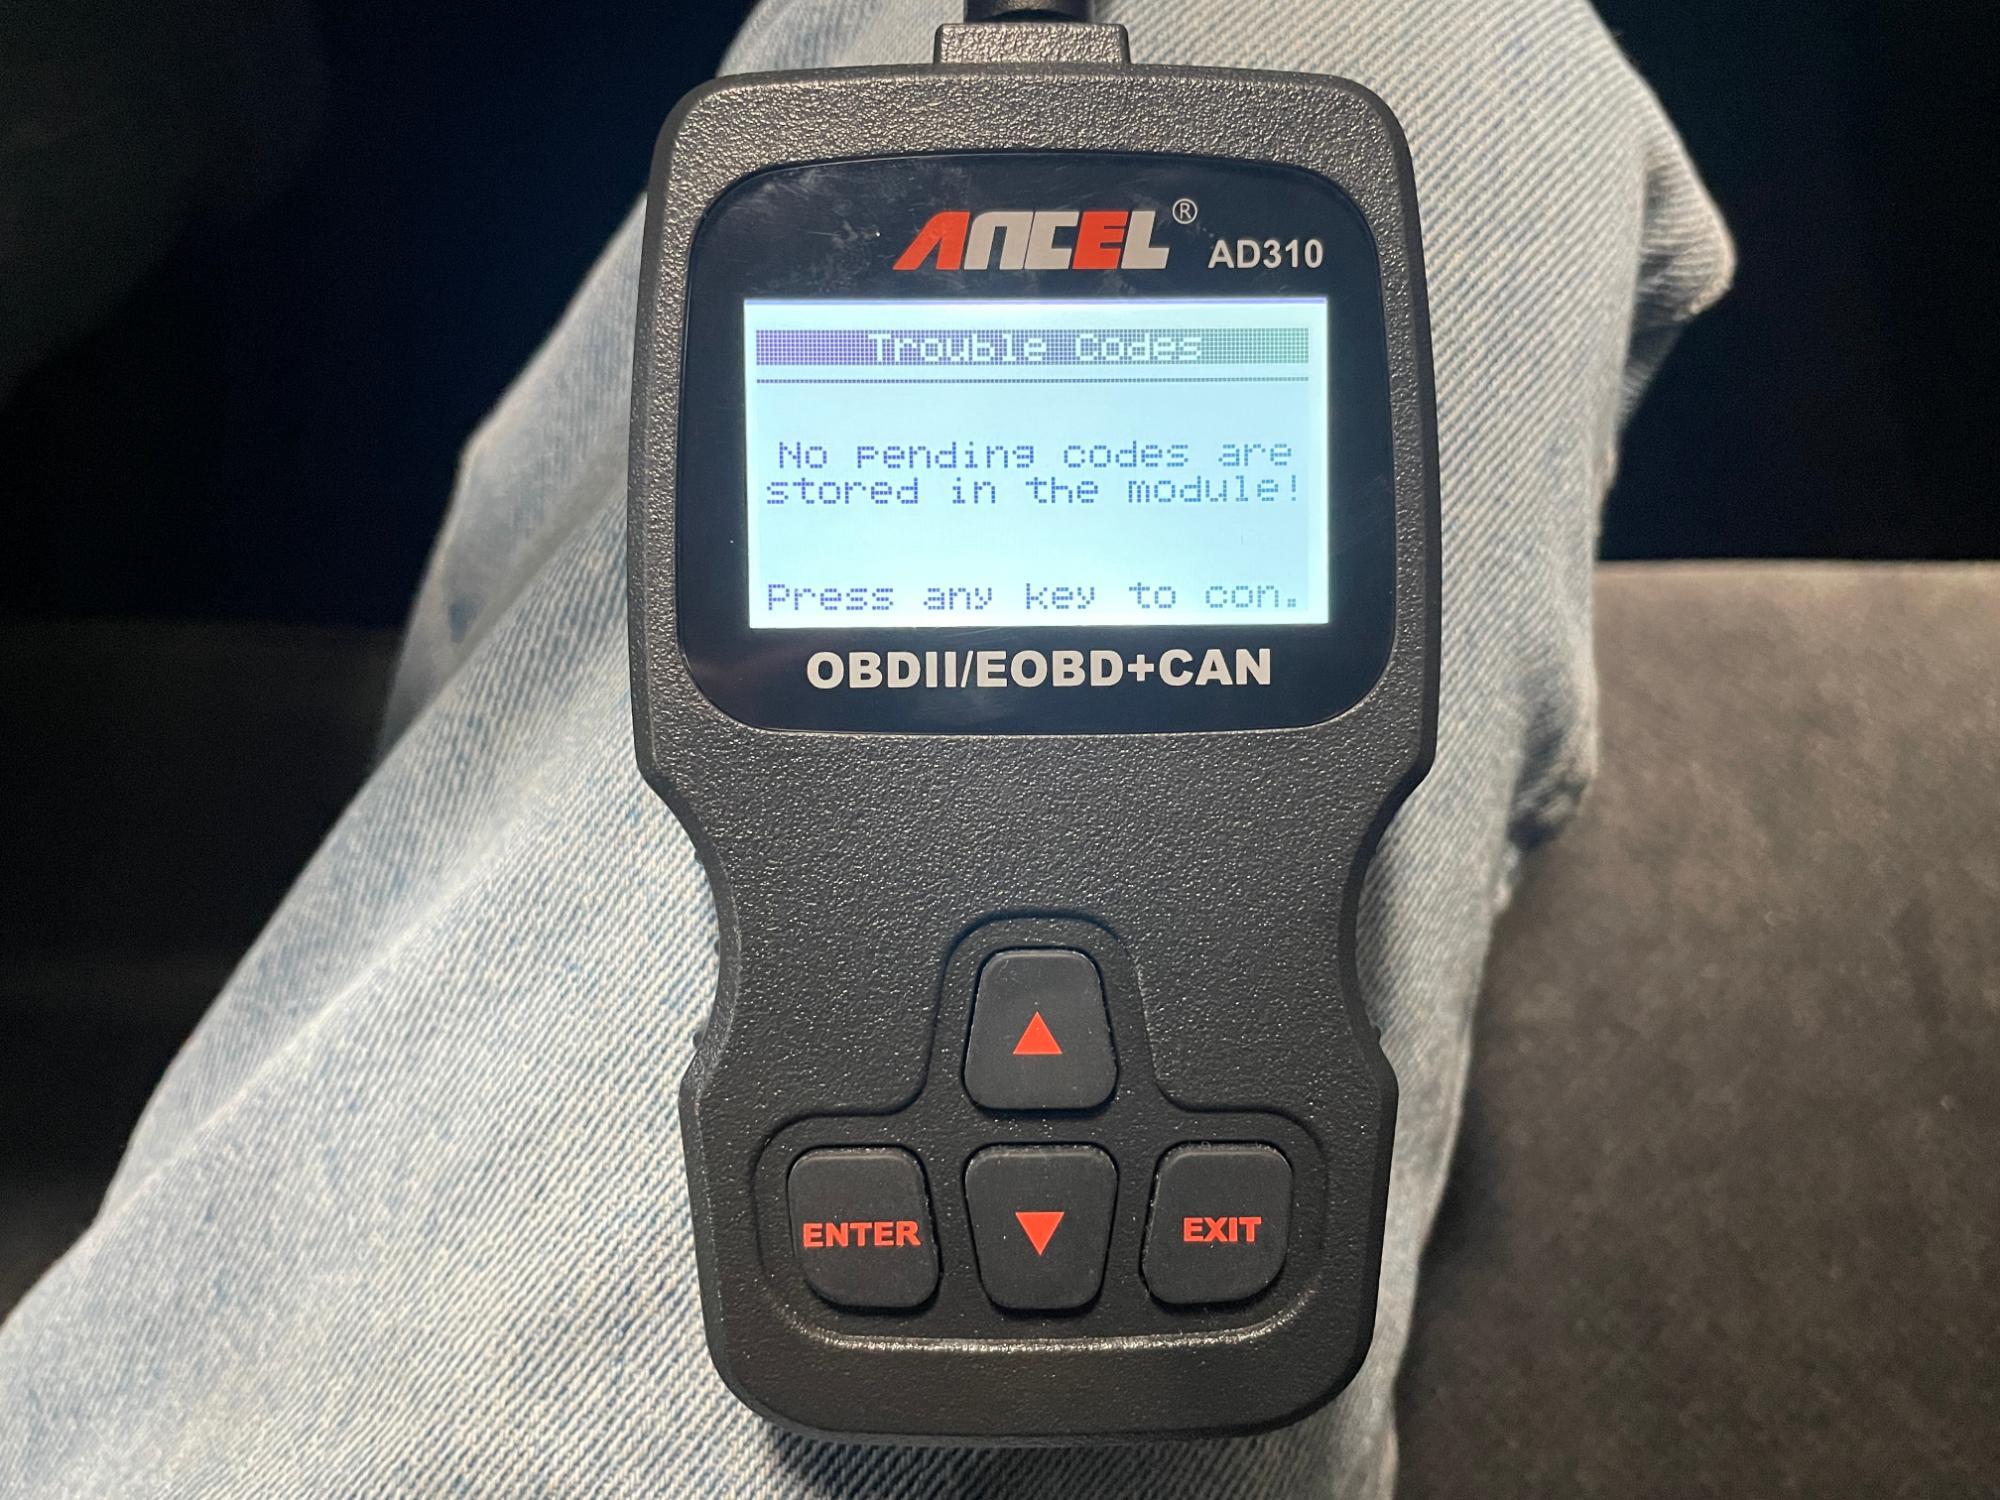 ANCEL®
AD310
Trouble Codes
No pending codes are
stored in the module!
Press any key to con.
OBDII/EOBD+CAN
▲
ENTER ▼ EXIT